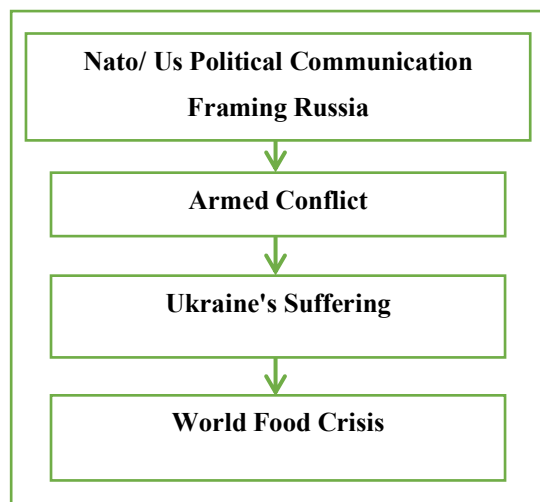 Nato/ Us Political Communication
Framing Russia
Armed Conflict
Ukraine's Suffering
World Food Crisis